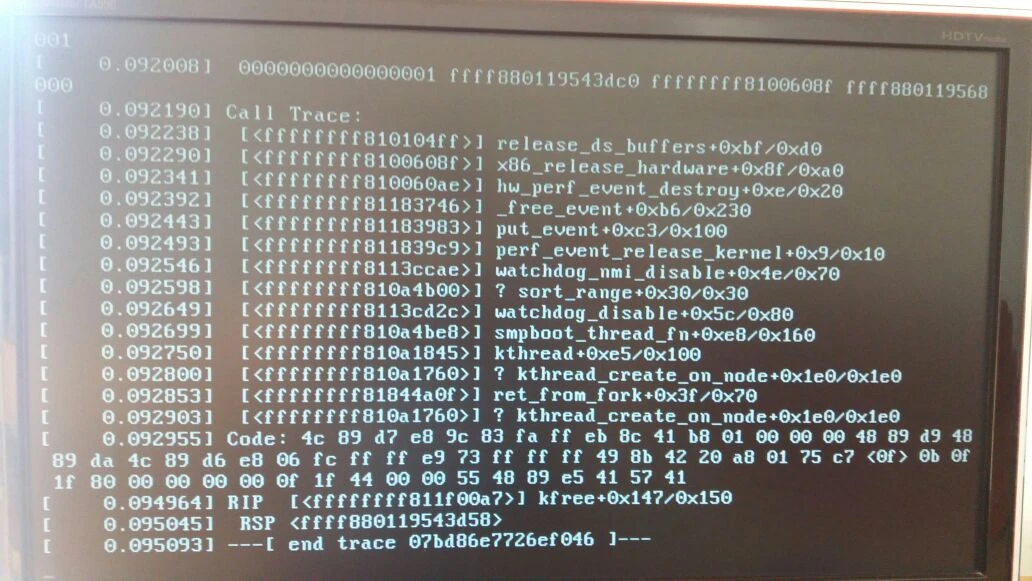 HDTV
001
[    0.092008]  0000000000000001 ffff880119543dc0 ffffffff8100608f ffff880119568
000
[    0.092190] Call Trace:
[    0.092238]  [<ffffffff810104ff>] release_ds_buffers+0xbf/0xd0
[    0.092290]  [<ffffffff8100608f>] x86_release_hardware+0x8f/0xa0
[    0.092341]  [<ffffffff810060ae>] hw_perf_event_destroy+0xe/0x20
[    0.092392]  [<ffffffff81183746>] _free_event+0xb6/0x230
[    0.092443]  [<ffffffff81183983>] put_event+0xc3/0x100
[    0.092493]  [<ffffffff811839c9>] perf_event_release_kernel+0x9/0x10
[    0.092546]  [<ffffffff8113ccae>] watchdog_nmi_disable+0x4e/0x70
[    0.092598]  [<ffffffff810a4b00>] ? sort_range+0x30/0x30
[    0.092649]  [<ffffffff8113cd2c>] watchdog_disable+0x5c/0x80
[    0.092699]  [<ffffffff810a4be8>] smpboot_thread_fn+0xe8/0x160
[    0.092750]  [<ffffffff810a1845>] kthread+0xe5/0x100
[    0.092800]  [<ffffffff810a1760>] ? kthread_create_on_node+0x1e0/0x1e0
[    0.092853]  [<ffffffff81844a0f>] ret_from_fork+0x3f/0x70
[    0.092903]  [<ffffffff810a1760>] ? kthread_create_on_node+0x1e0/0x1e0
[    0.092955] Code: 4c 89 d7 e8 9c 83 fa ff eb 8c 41 b8 01 00 00 00 48 89 d9 48
89 da 4c 89 d6 e8 06 fc ff ff e9 73 ff ff ff 49 8b 42 20 a8 01 75 c7 <0f> 0b 0f
1f 80 00 00 00 00 0f 1f 44 00 00 55 48 89 e5 41 57 41
[    0.094964] RIP  [<ffffffff811f00a7>] kfree+0x147/0x150
[    0.095045]  RSP <ffff880119543d58>
[    0.095093] ---[ end trace 07bd86e7726ef046 ]---